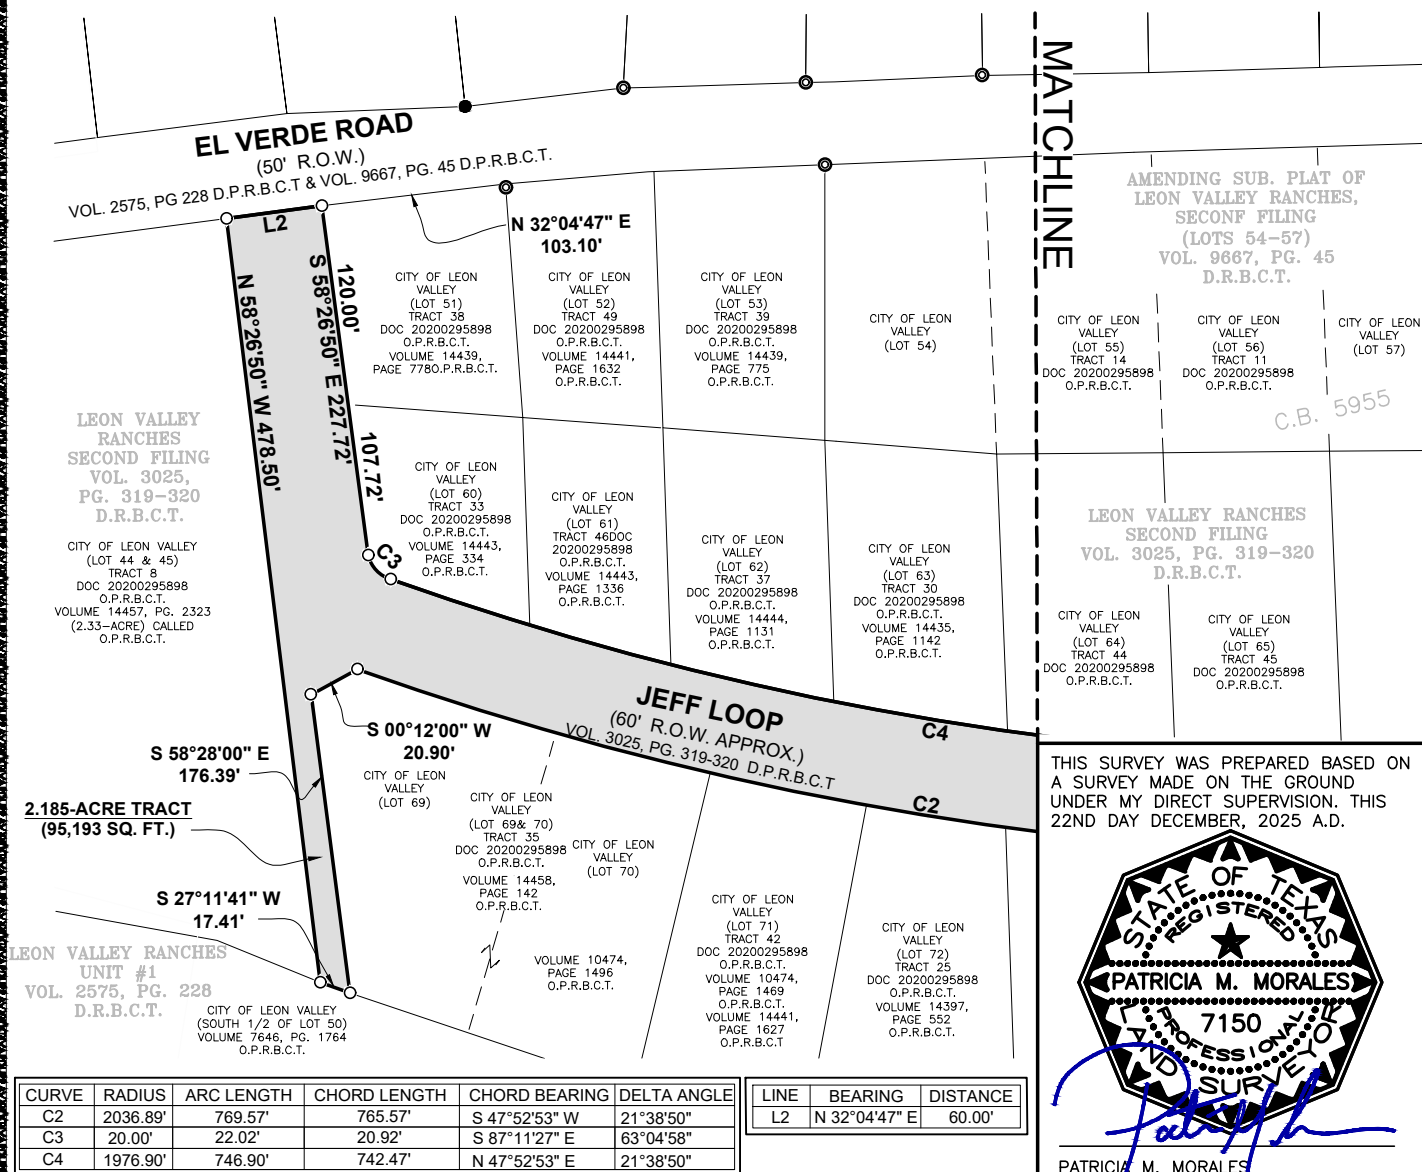 EL VERDE ROAD
(50' R.O.W.)
VOL. 2575, PG 228 D.P.R.B.C.T & VOL. 9667, PG. 45 D.P.R.B.C.T.
L2
N 32°04'47" E
103.10'
MATCHLINE
AMENDING SUB. PLAT OF
LEON VALLEY RANCHES,
SECONF FILING
(LOTS 54-57)
VOL. 9667, PG. 45
D.R.B.C.T.
N 58°26'50" W 478.50'
S 58°26'50" E 227.72'
120.00'
107.72'
CITY OF LEON
VALLEY
(LOT 51)
TRACT 38
DOC 20200295898
O.P.R.B.C.T.
VOLUME 14439,
PAGE 778O.P.R.B.C.T.
CITY OF LEON
VALLEY
(LOT 52)
TRACT 49
DOC 20200295898
O.P.R.B.C.T.
VOLUME 14441,
PAGE 1632
O.P.R.B.C.T.
CITY OF LEON
VALLEY
(LOT 53)
TRACT 39
DOC 20200295898
O.P.R.B.C.T.
VOLUME 14439,
PAGE 775
O.P.R.B.C.T.
CITY OF LEON
VALLEY
(LOT 54)
CITY OF LEON
VALLEY
(LOT 55)
TRACT 14
DOC 20200295898
O.P.R.B.C.T.
CITY OF LEON
VALLEY
(LOT 56)
TRACT 11
DOC 20200295898
O.P.R.B.C.T.
CITY OF LEON
VALLEY
(LOT 57)
C.B. 5955
LEON VALLEY
RANCHES
SECOND FILING
VOL. 3025,
PG. 319-320
D.R.B.C.T.
CITY OF LEON VALLEY
(LOT 44 & 45)
TRACT 8
DOC 20200295898
O.P.R.B.C.T.
VOLUME 14457, PG. 2323
(2.33-ACRE) CALLED
O.P.R.B.C.T.
C3
CITY OF LEON
VALLEY
(LOT 60)
TRACT 33
DOC 20200295898
O.P.R.B.C.T.
VOLUME 14443,
PAGE 334
O.P.R.B.C.T.
CITY OF LEON
VALLEY
(LOT 61)
TRACT 46DOC
20200295898
O.P.R.B.C.T.
VOLUME 14443,
PAGE 1336
O.P.R.B.C.T.
CITY OF LEON
VALLEY
(LOT 62)
TRACT 37
DOC 20200295898
O.P.R.B.C.T.
VOLUME 14444,
PAGE 1131
O.P.R.B.C.T.
CITY OF LEON
VALLEY
(LOT 63)
TRACT 30
DOC 20200295898
O.P.R.B.C.T.
VOLUME 14435,
PAGE 1142
O.P.R.B.C.T.
LEON VALLEY RANCHES
SECOND FILING
VOL. 3025, PG. 319-320
D.R.B.C.T.
CITY OF LEON
VALLEY
(LOT 64)
TRACT 44
DOC 20200295898
O.P.R.B.C.T.
CITY OF LEON
VALLEY
(LOT 65)
TRACT 45
DOC 20200295898
O.P.R.B.C.T.
JEFF LOOP
(60' R.O.W. APPROX.)
VOL. 3025, PG. 319-320 D.P.R.B.C.T
C4
C2
S 00°12'00" W
20.90'
S 58°28'00" E
176.39'
2.185-ACRE TRACT
(95,193 SQ. FT.)
S 27°11'41" W
17.41'
CITY OF LEON
VALLEY
(LOT 69)
CITY OF LEON
VALLEY
(LOT 69& 70)
TRACT 35
DOC 20200295898
O.P.R.B.C.T.
VOLUME 14458,
PAGE 142
O.P.R.B.C.T.
CITY OF LEON
VALLEY
(LOT 70)
VOLUME 10474,
PAGE 1496
O.P.R.B.C.T.
CITY OF LEON
VALLEY
(LOT 71)
TRACT 42
DOC 20200295898
O.P.R.B.C.T.
VOLUME 10474,
PAGE 1469
O.P.R.B.C.T.
VOLUME 14441,
PAGE 1627
O.P.R.B.C.T
CITY OF LEON
VALLEY
(LOT 72)
TRACT 25
DOC 20200295898
O.P.R.B.C.T.
VOLUME 14397,
PAGE 552
O.P.R.B.C.T.
LEON VALLEY RANCHES
UNIT #1
VOL. 2575, PG. 228
D.R.B.C.T.
CITY OF LEON VALLEY
(SOUTH 1/2 OF LOT 50)
VOLUME 7646, PG. 1764
O.P.R.B.C.T.
THIS SURVEY WAS PREPARED BASED ON
A SURVEY MADE ON THE GROUND
UNDER MY DIRECT SUPERVISION. THIS
22ND DAY DECEMBER, 2025 A.D.
STATE OF TEXAS
REGISTERED
PATRICIA M. MORALES
7150
PROFESSIONAL
LAND SURVEYOR
PATRICIA M. MORALES
CURVE RADIUS ARC LENGTH CHORD LENGTH CHORD BEARING DELTA ANGLE
C2 2036.89' 769.57' 765.57' S 47°52'53" W 21°38'50"
C3 20.00' 22.02' 20.92' S 87°11'27" E 63°04'58"
C4 1976.90' 746.90' 742.47' N 47°52'53" E 21°38'50"
LINE BEARING DISTANCE
L2 N 32°04'47" E 60.00'